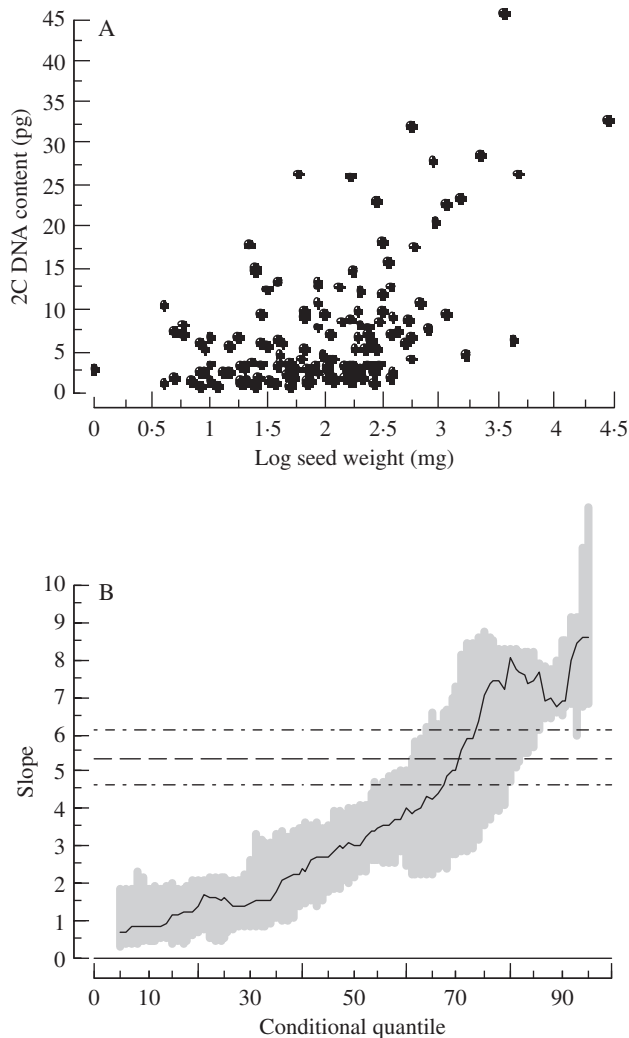 A
45
40
35
30
25
20
15
10
5
0
2C DNA content (pg)
0 0·5 1 1·5 2 2·5 3 3·5 4 4·5
Log seed weight (mg)
B
10
9
8
7
6
5
4
3
2
1
0
Slope
0 10 30 50 70 90
Conditional quantile